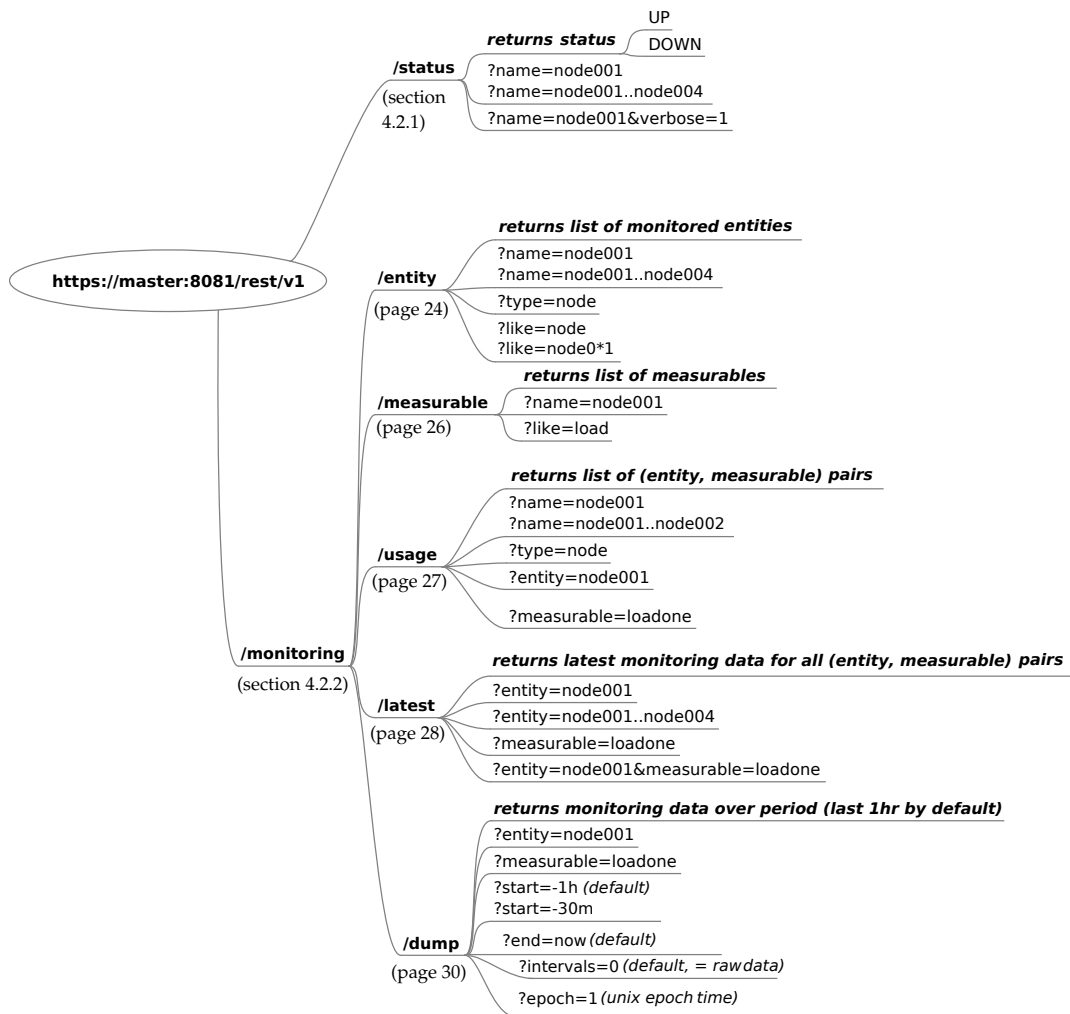 UP
returns status
DOWN
/status
?name=node001
(section
4.2.1)
?name=node001..node004
?name=node001&verbose=1
https://master:8081/rest/v1
returns list of monitored entities
?name=node001
?name=node001..node004
/entity
(page 24)
?type=node
?like=node
?like=node0*1
returns list of measurables
/measurable
(page 26)
?name=node001
?like=load
returns list of (entity, measurable) pairs
?name=node001
?name=node001..node002
/usage
(page 27)
?type=node
?entity=node001
?measurable=loadone
/monitoring
(section 4.2.2)
returns latest monitoring data for all (entity, measurable) pairs
?entity=node001
/latest
(page 28)
?entity=node001..node004
?measurable=loadone
?entity=node001&measurable=loadone
returns monitoring data over period (last 1hr by default)
?entity=node001
?measurable=loadone
?start=-1h (default)
?start=-30m
/dump
(page 30)
?end=now (default)
?intervals=0 (default, = rawdata)
?epoch=1 (unix epoch time)